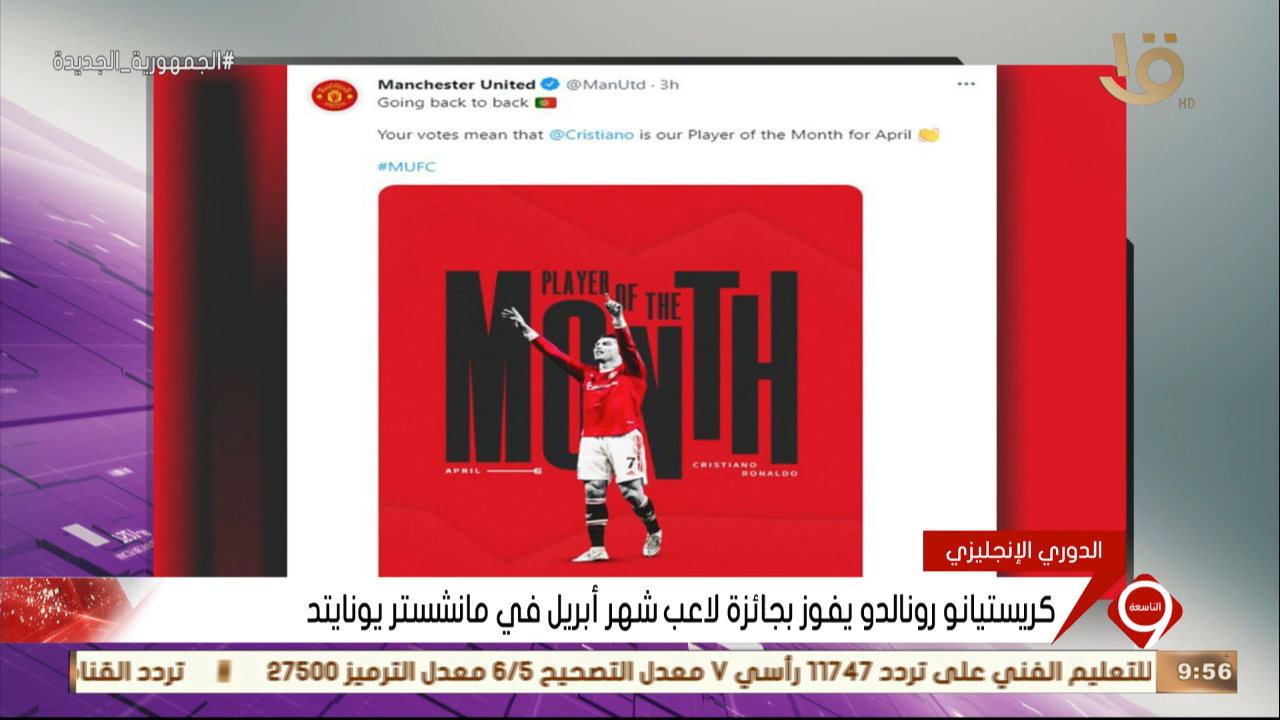 #الجمهورية_الجديدة
HD
Manchester United @ManUtd · 3h
Going back to back
Your votes mean that @Cristiano is our Player of the Month for April
#MUFC
PLAYER OF THE
MONTH
7
APRIL
CRISTIANO
RONALDO
الدوري الإنجليزي
التاسعة
كريستيانو رونالدو يفوز بجائزة لاعب شهر أبريل في مانشستر يونايتد
9:56
للتعليم الفني على تردد 11747 رأسي V معدل التصحيح 6/5 معدل الترميز 27500 تردد القناة